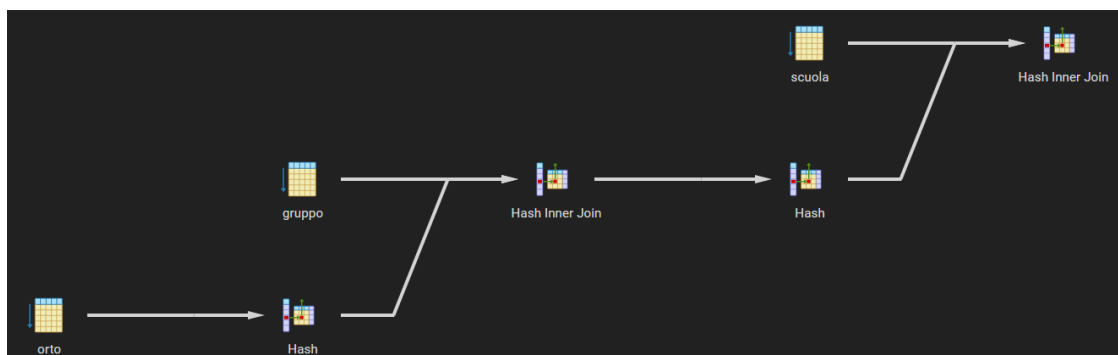 scuola
Hash Inner Join
gruppo
Hash Inner Join
Hash
orto
Hash